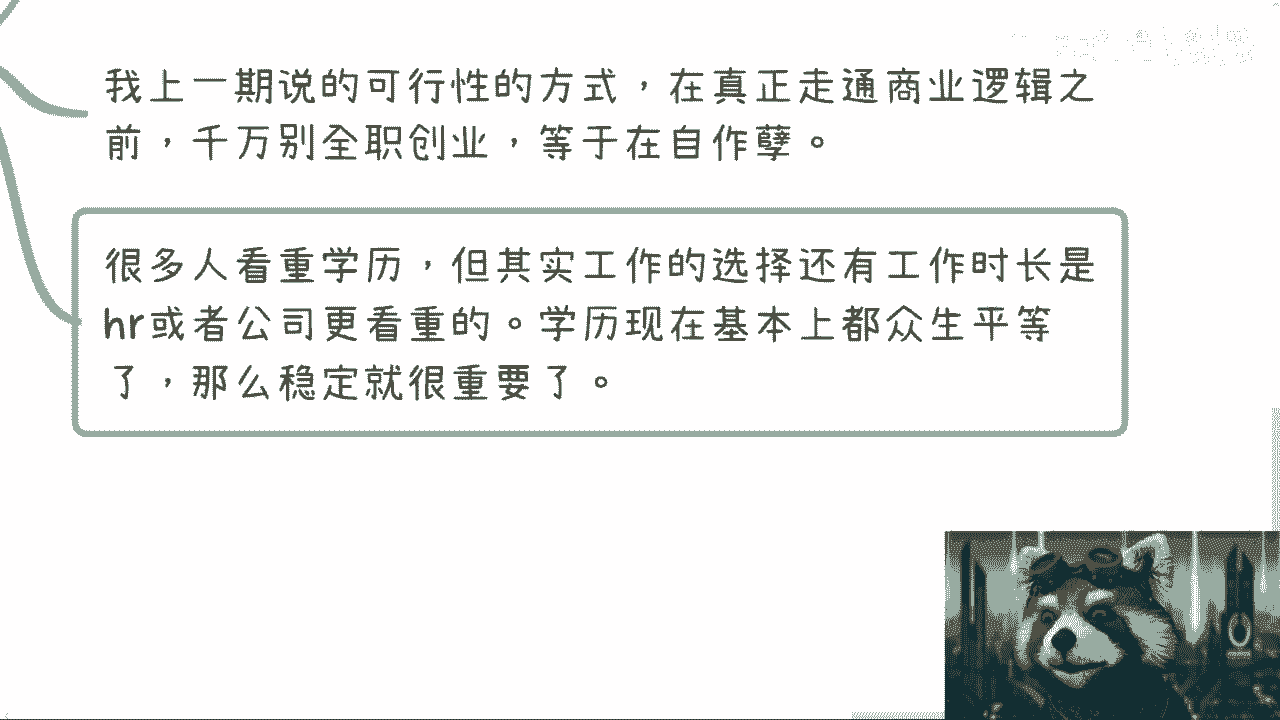 我上一期说的可行性的方式，在真正走通商业逻辑之
前，千万别全职创业，等于在自作孽。
很多人看重学历，但其实工作的选择还有工作时长是
hr或者公司更看重的。学历现在基本上都众生平等
了，那么稳定就很重要了。